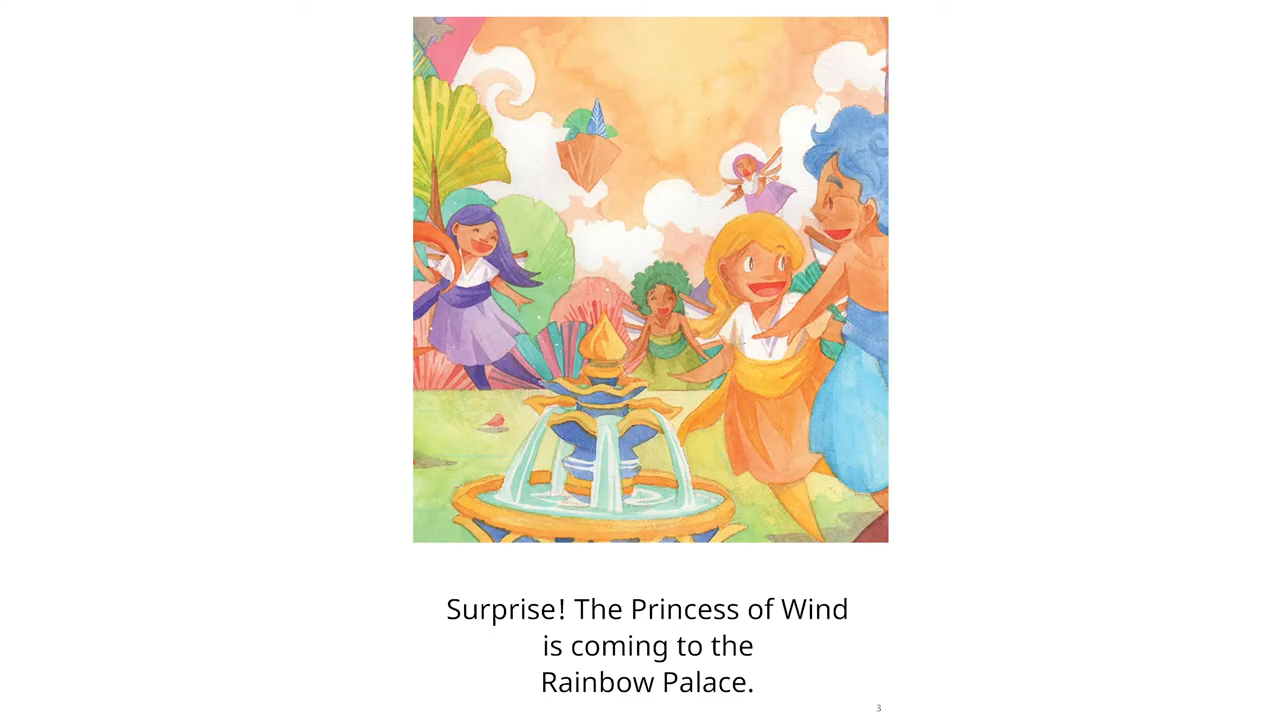 Surprise! The Princess of Wind
is coming to the
Rainbow Palace.
3